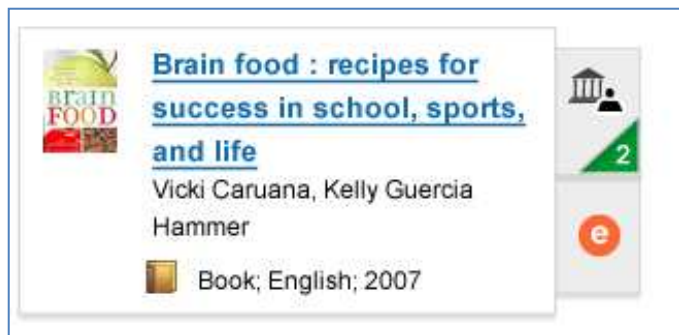 BRAIN
FOOD
Brain food : recipes for
success in school, sports,
and life
Vicki Caruana, Kelly Guercia
Hammer
Book; English; 2007
2
e